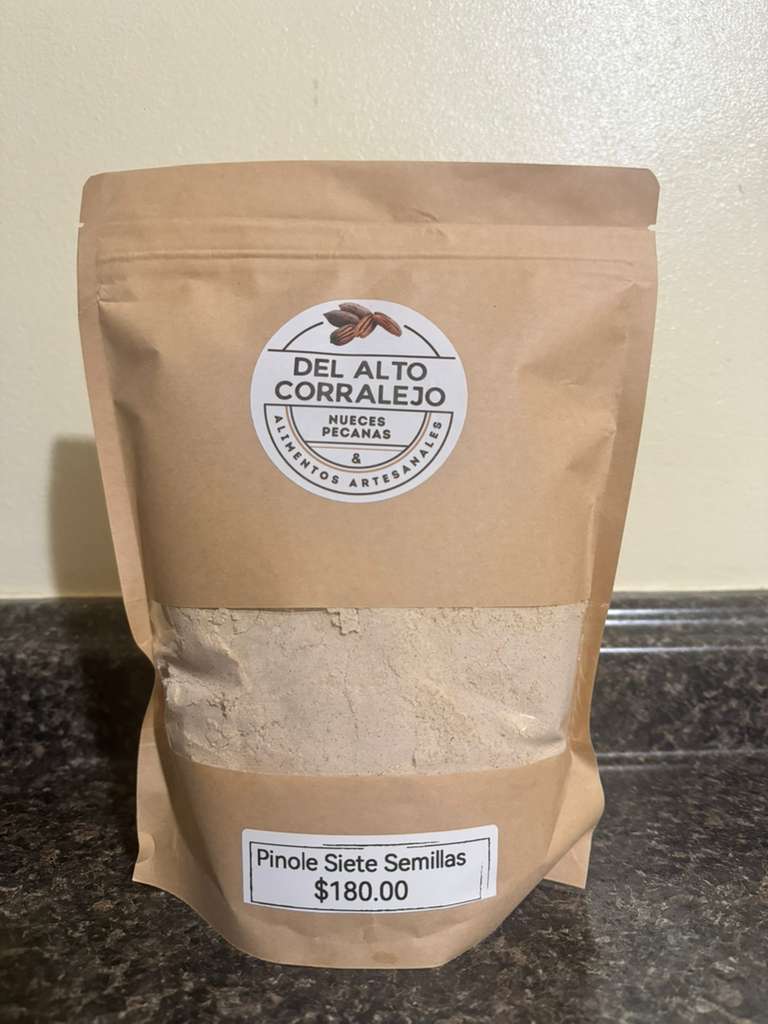 DEL ALTO
CORRALEJO
NUECES
PECANAS
&
ALIMENTOS ARTESANALES
Pinole Siete Semillas
$180.00